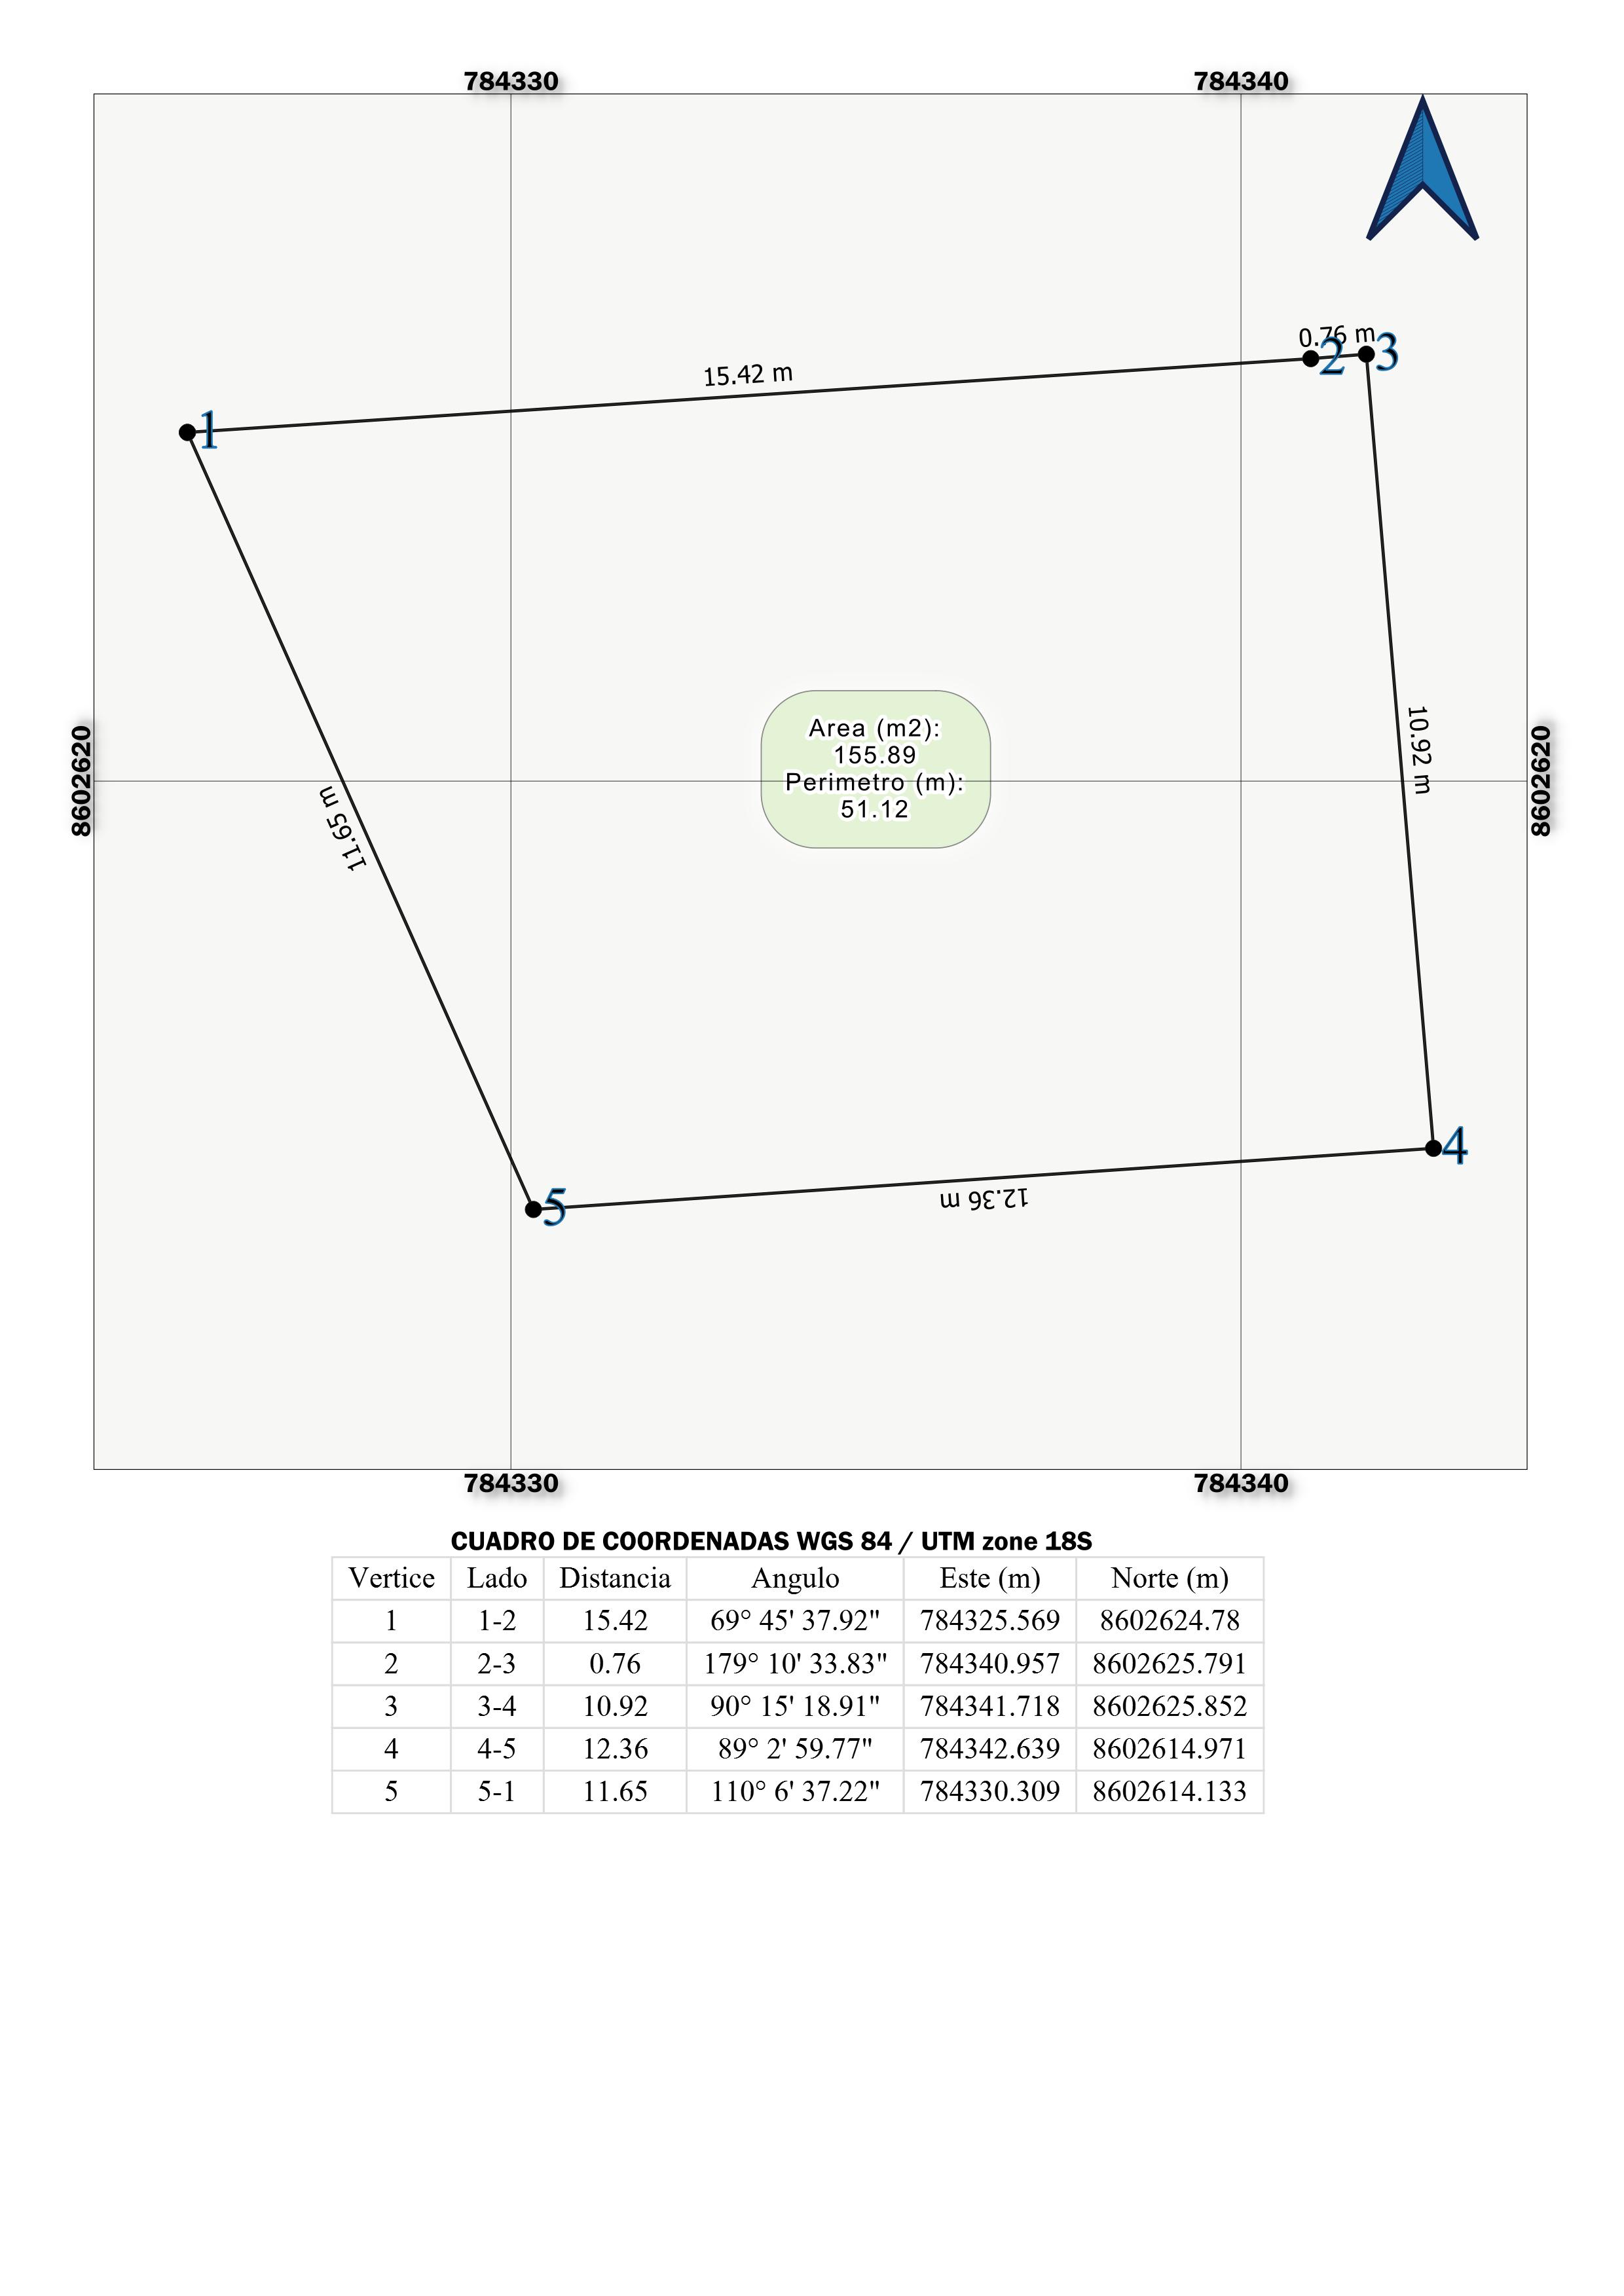 784330 784340
0.76 m
2 3
15.42 m
1
10.92 m
8602620 8602620
Area (m2):
155.89
Perimetro (m):
51.12
11.65 m
4
5
12.36 m
784330 784340
CUADRO DE COORDENADAS WGS 84 / UTM zone 18S
Vertice Lado Distancia Angulo Este (m) Norte (m)
1 1-2 15.42 69° 45' 37.92" 784325.569 8602624.78
2 2-3 0.76 179° 10' 33.83" 784340.957 8602625.791
3 3-4 10.92 90° 15' 18.91" 784341.718 8602625.852
4 4-5 12.36 89° 2' 59.77" 784342.639 8602614.971
5 5-1 11.65 110° 6' 37.22" 784330.309 8602614.133